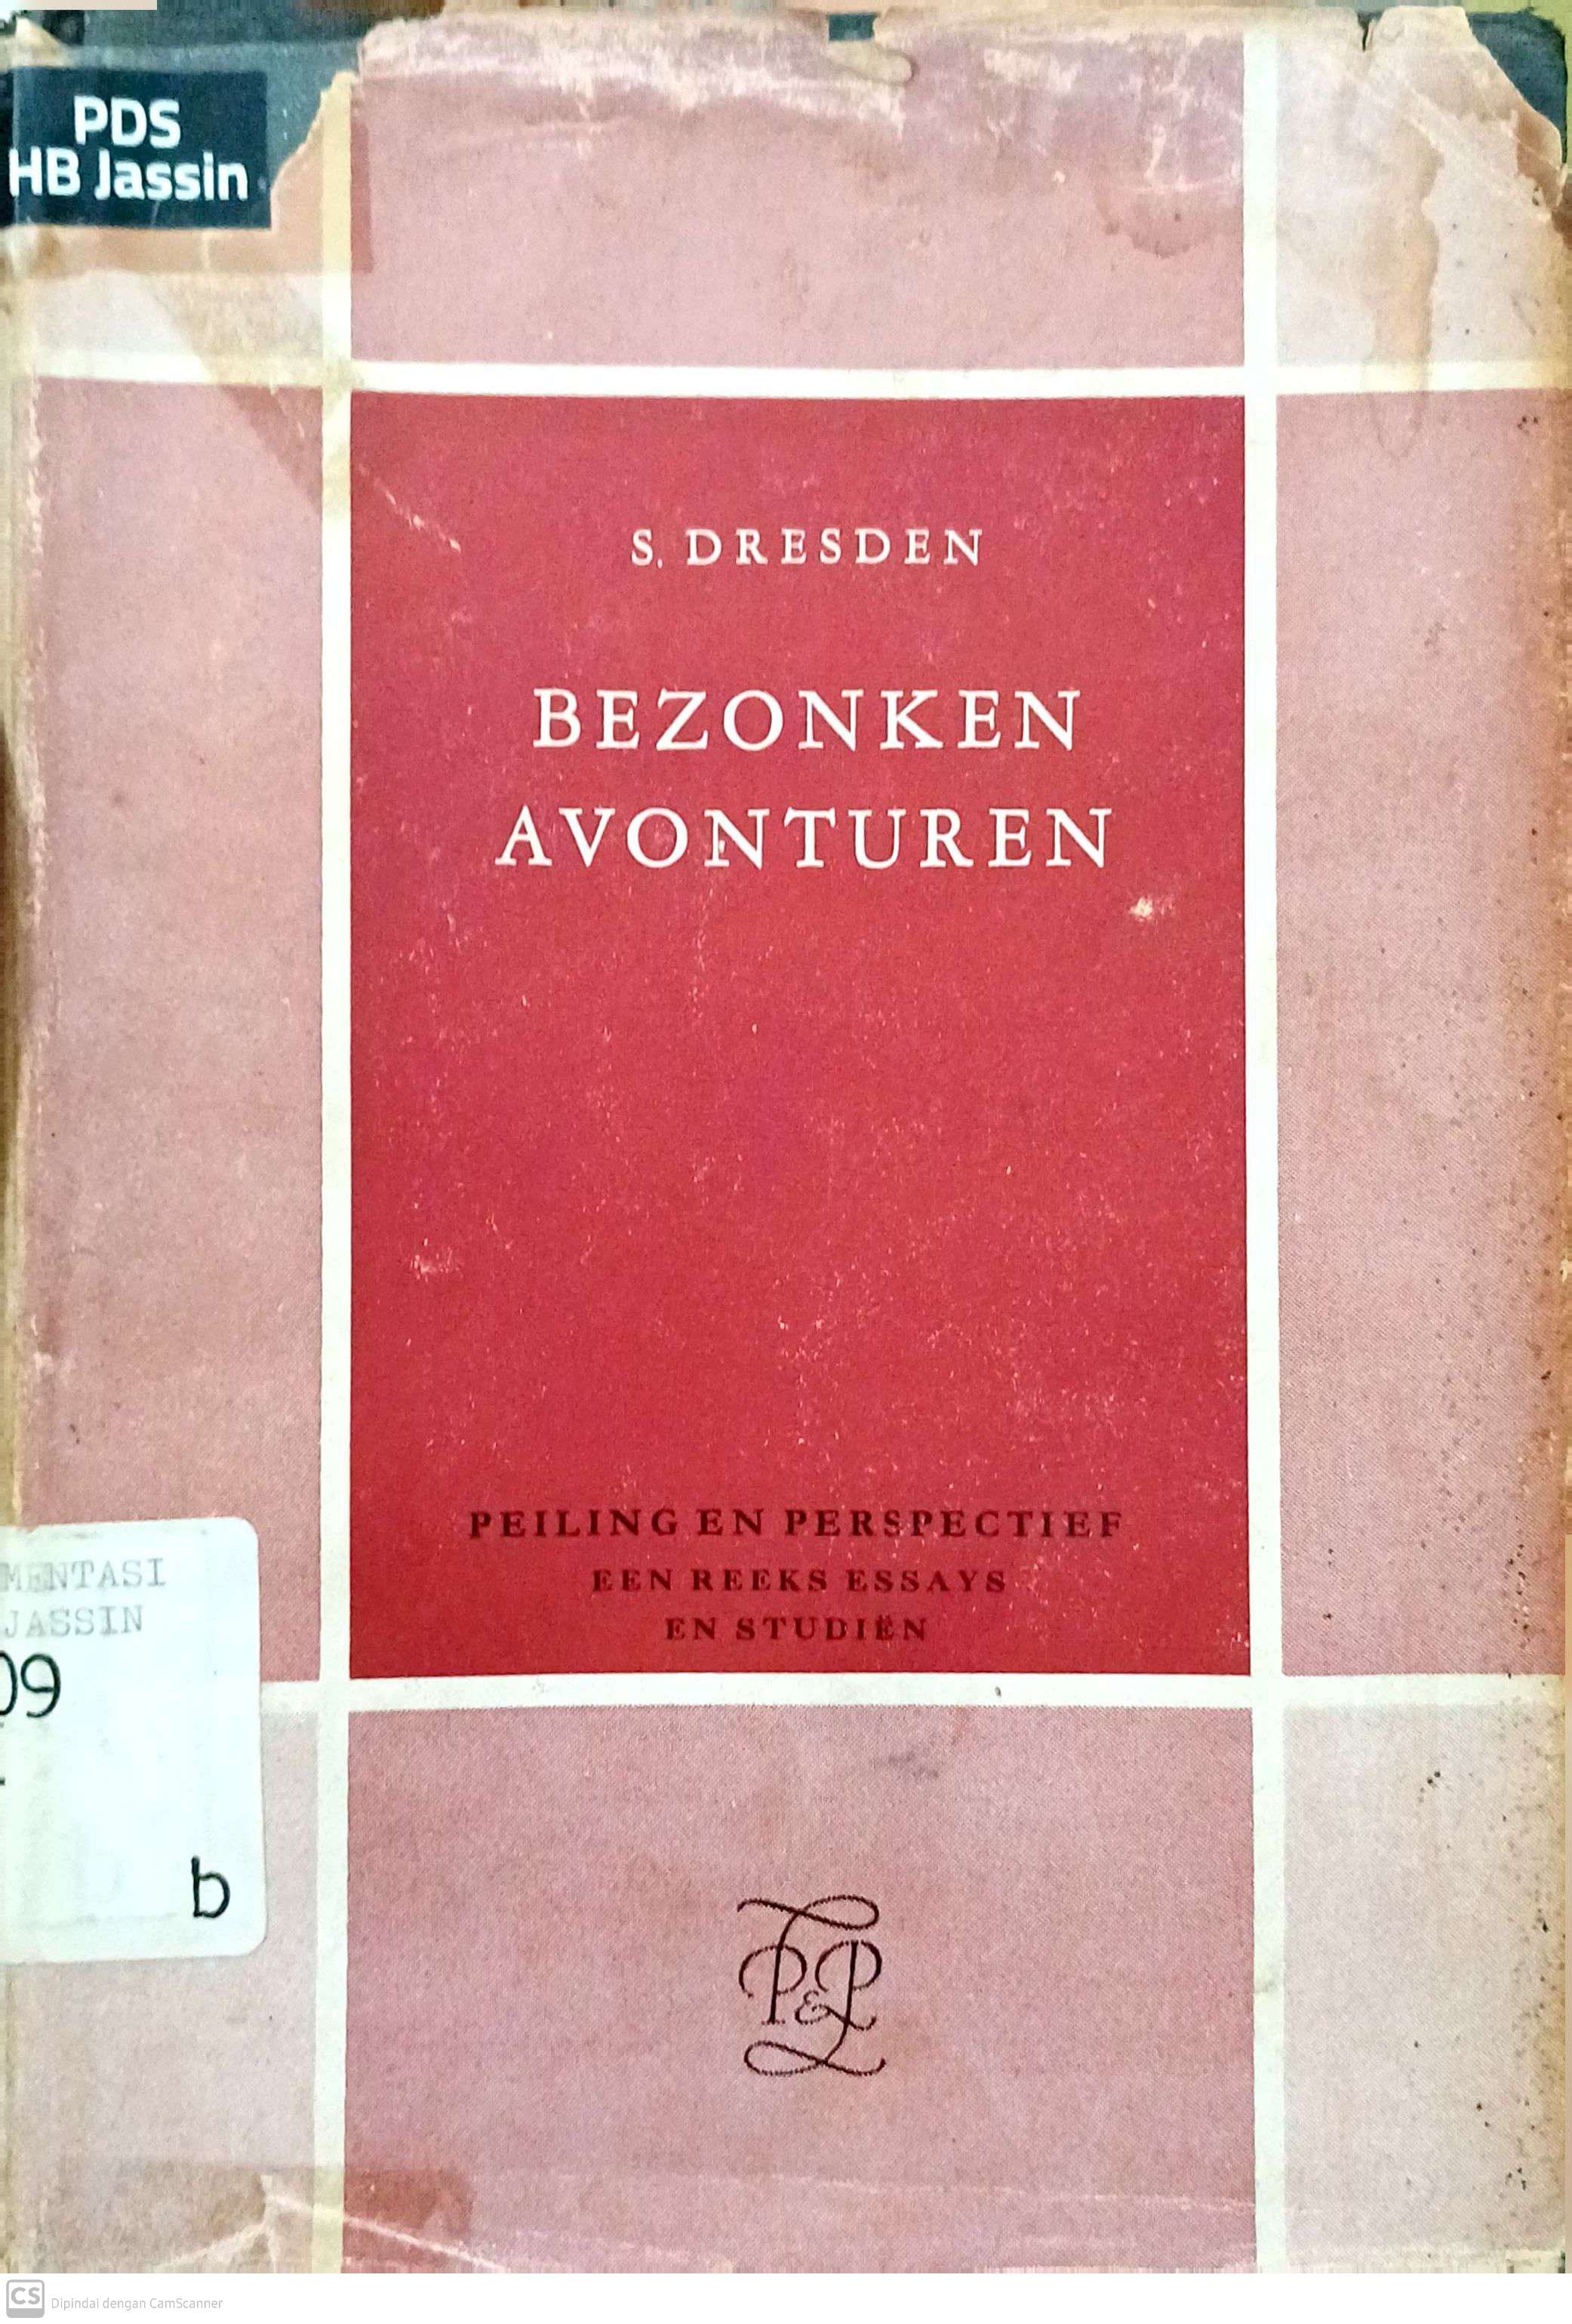 PDS
HB Jassin
S. DRESDEN
BEZONKEN
AVONTUREN
PEILING EN PERSPECTIEF
EEN REEKS ESSAYS
EN STUDIËN
MENTASI
JASSIN
09
b
P&P
CS Dipindai dengan CamScanner